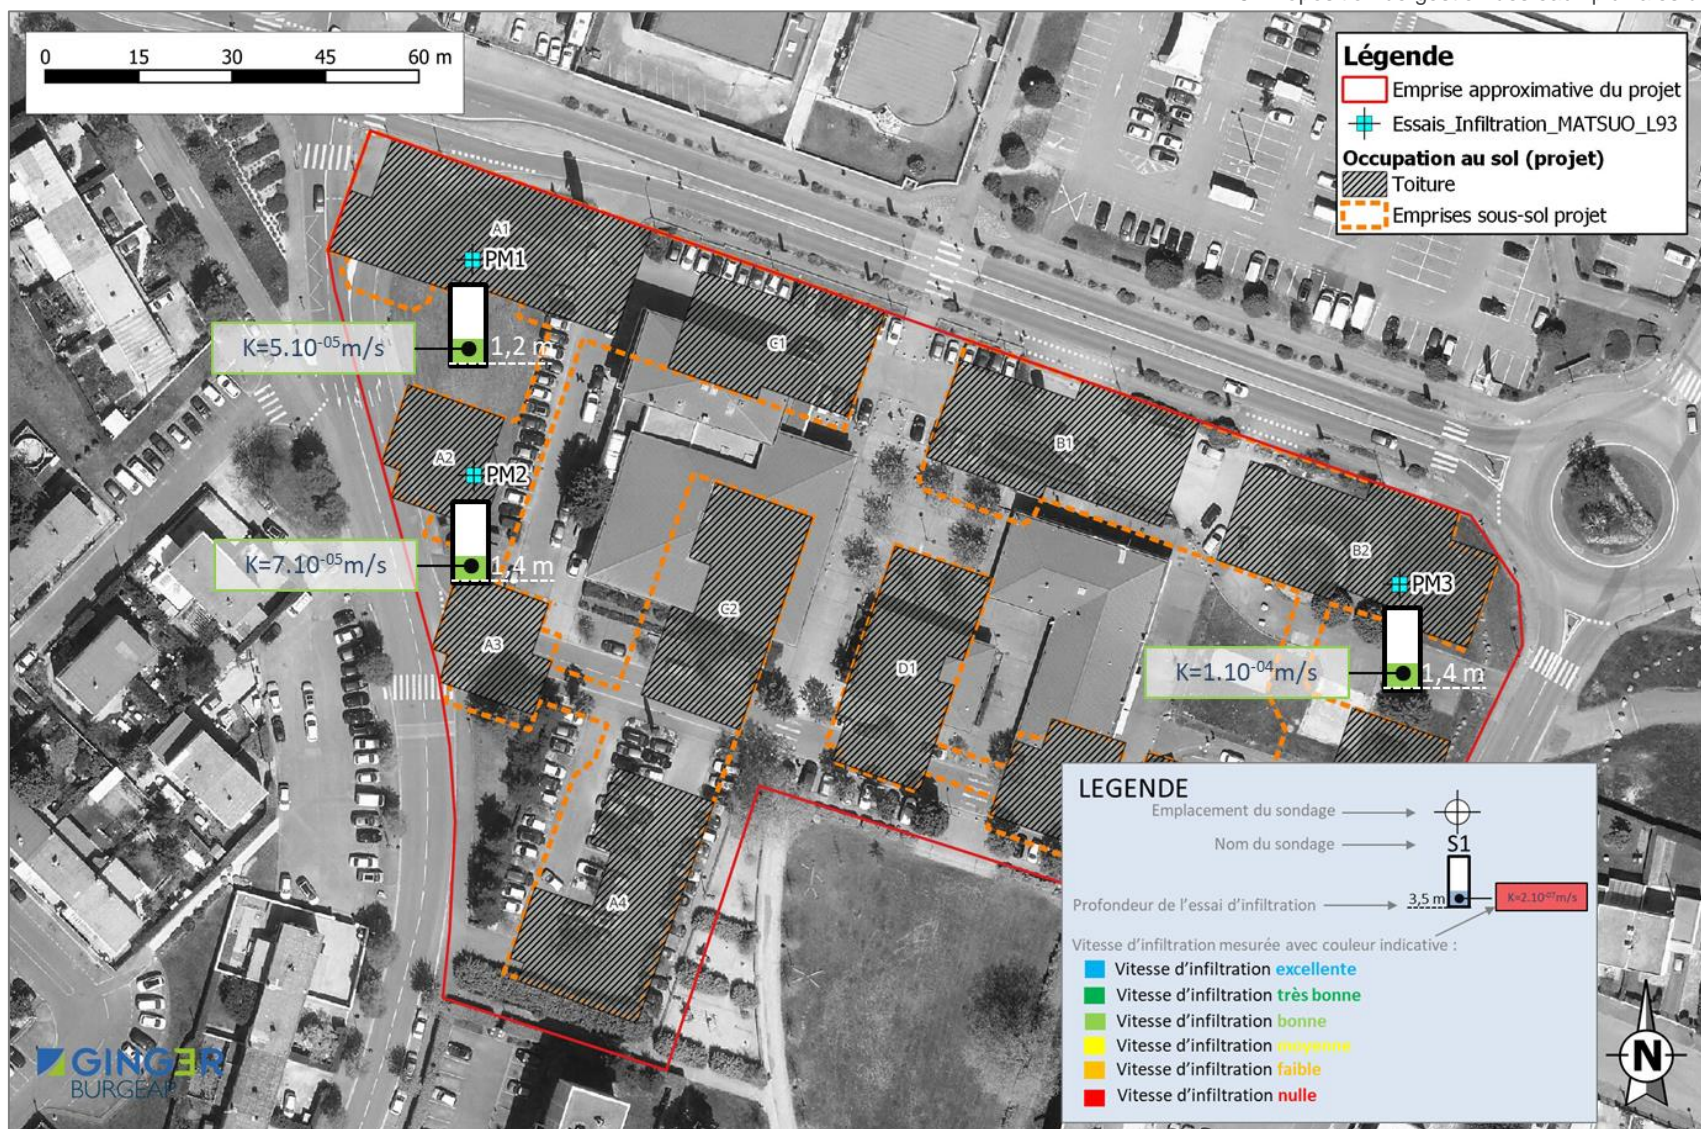 0 15 30 45 60 m
Légende
Emprise approximative du projet
Essais_Infiltration_MATSUO_L93
Occupation au sol (projet)
Toiture
Emprises sous-sol projet
A1
PM1
K=5.10⁻⁰⁵m/s
1,2 m
C1
A2
PM2
K=7.10⁻⁰⁵m/s
1,4 m
B1
B2
PM3
K=1.10⁻⁰⁴m/s
1,4 m
A3
C2
D1
A4
LEGENDE
Emplacement du sondage
Nom du sondage
S1
Profondeur de l'essai d'infiltration
3,5 m
K=2.10⁻⁰⁷m/s
Vitesse d'infiltration mesurée avec couleur indicative :
Vitesse d'infiltration excellente
Vitesse d'infiltration très bonne
Vitesse d'infiltration bonne
Vitesse d'infiltration moyenne
Vitesse d'infiltration faible
Vitesse d'infiltration nulle
GINGER
BURGEAP
N